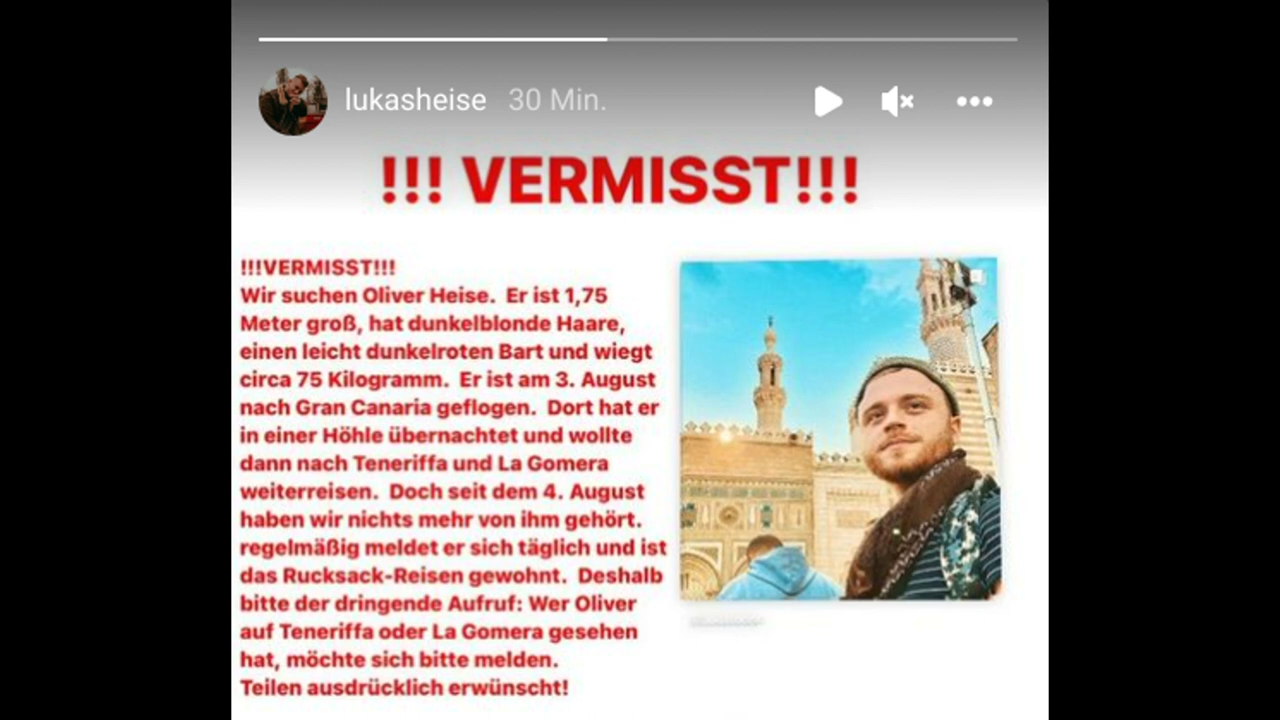 lukasheise 30 Min.
!!! VERMISST!!!
!!!VERMISST!!!
Wir suchen Oliver Heise. Er ist 1,75
Meter groß, hat dunkelblonde Haare,
einen leicht dunkelroten Bart und wiegt
circa 75 Kilogramm. Er ist am 3. August
nach Gran Canaria geflogen. Dort hat er
in einer Höhle übernachtet und wollte
dann nach Teneriffa und La Gomera
weiterreisen. Doch seit dem 4. August
haben wir nichts mehr von ihm gehört.
regelmäßig meldet er sich täglich und ist
das Rucksack-Reisen gewohnt. Deshalb
bitte der dringende Aufruf: Wer Oliver
auf Teneriffa oder La Gomera gesehen
hat, möchte sich bitte melden.
Teilen ausdrücklich erwünscht!